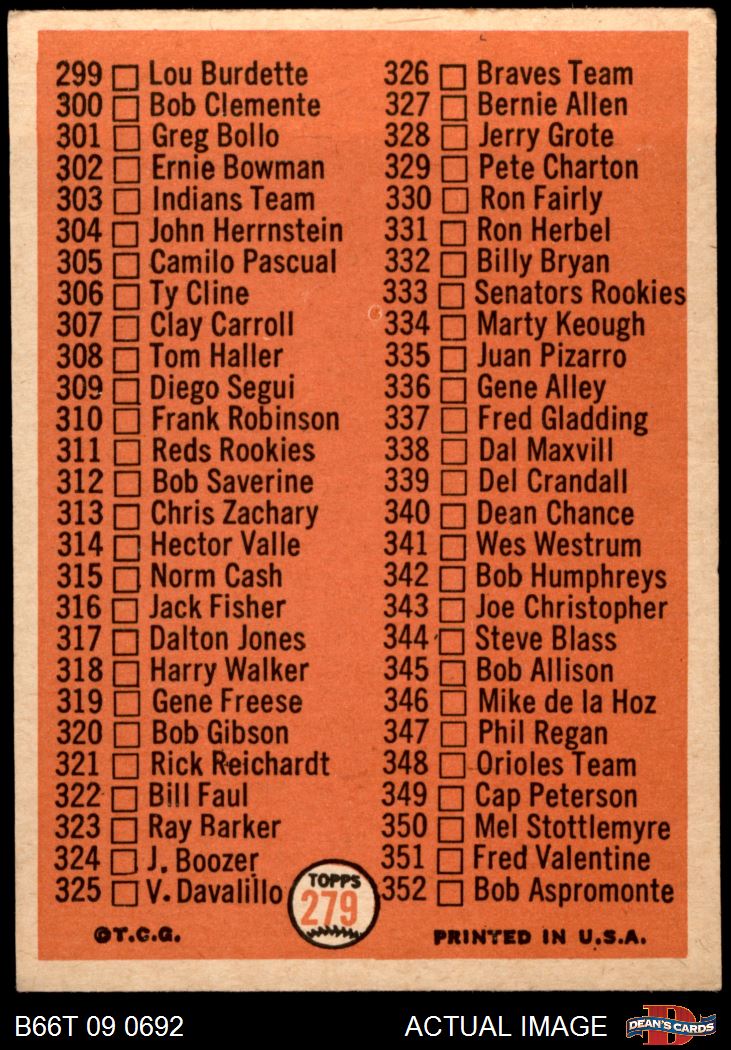 299 Lou Burdette
300 Bob Clemente
301 Greg Bollo
302 Ernie Bowman
303 Indians Team
304 John Herrnstein
305 Camilo Pascual
306 Ty Cline
307 Clay Carroll
308 Tom Haller
309 Diego Segui
310 Frank Robinson
311 Reds Rookies
312 Bob Saverine
313 Chris Zachary
314 Hector Valle
315 Norm Cash
316 Jack Fisher
317 Dalton Jones
318 Harry Walker
319 Gene Freese
320 Bob Gibson
321 Rick Reichardt
322 Bill Faul
323 Ray Barker
324 J. Boozer
325 V. Davalillo
326 Braves Team
327 Bernie Allen
328 Jerry Grote
329 Pete Charton
330 Ron Fairly
331 Ron Herbel
332 Billy Bryan
333 Senators Rookies
334 Marty Keough
335 Juan Pizarro
336 Gene Alley
337 Fred Gladding
338 Dal Maxvill
339 Del Crandall
340 Dean Chance
341 Wes Westrum
342 Bob Humphreys
343 Joe Christopher
344 Steve Blass
345 Bob Allison
346 Mike de la Hoz
347 Phil Regan
348 Orioles Team
349 Cap Peterson
350 Mel Stottlemyre
351 Fred Valentine
352 Bob Aspromonte
TOPPS
279
©T.C.G. PRINTED IN U.S.A.
B66T 09 0692 ACTUAL IMAGE DEAN'S CARDS